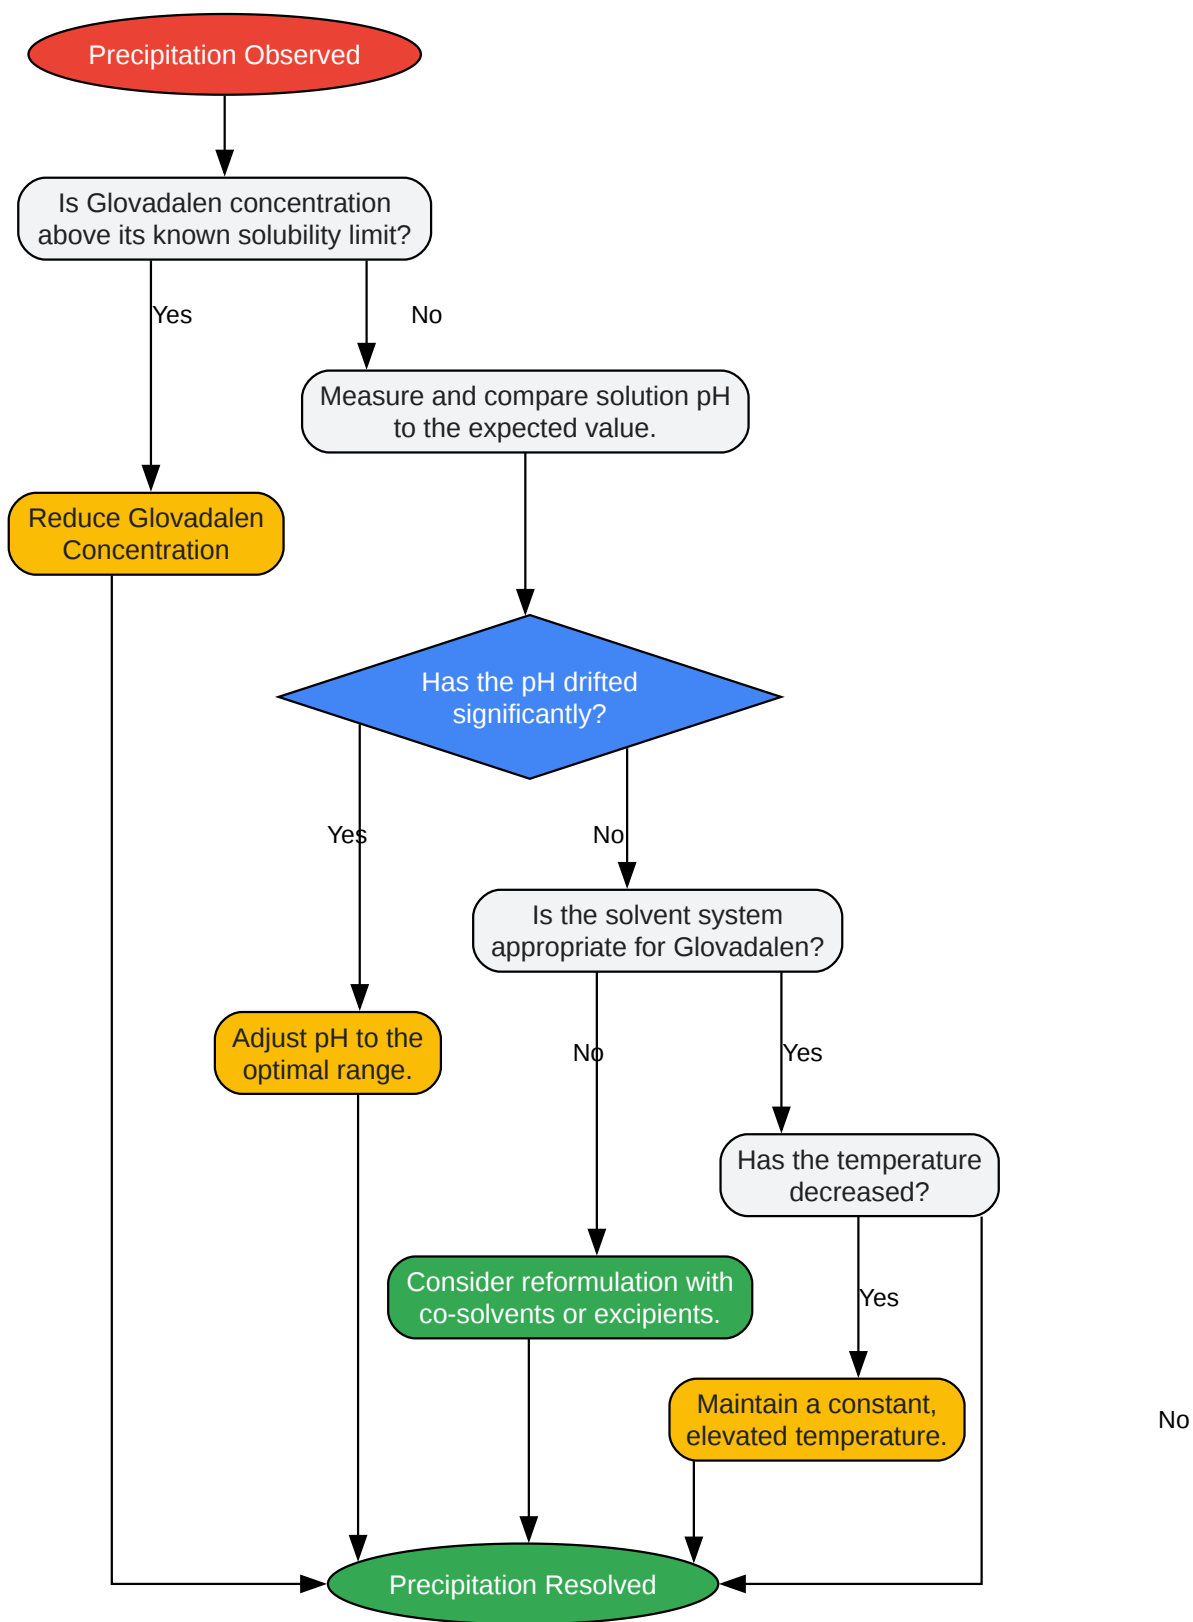 Precipitation Observed
Is Glovadalen concentration
above its known solubility limit?
Yes
No
Measure and compare solution pH
to the expected value.
Reduce Glovadalen
Concentration
Has the pH drifted
significantly?
Yes
No
Is the solvent system
appropriate for Glovadalen?
Adjust pH to the
optimal range.
No
Yes
Has the temperature
decreased?
Consider reformulation with
co-solvents or excipients.
Yes
Maintain a constant,
elevated temperature.
No
Precipitation Resolved